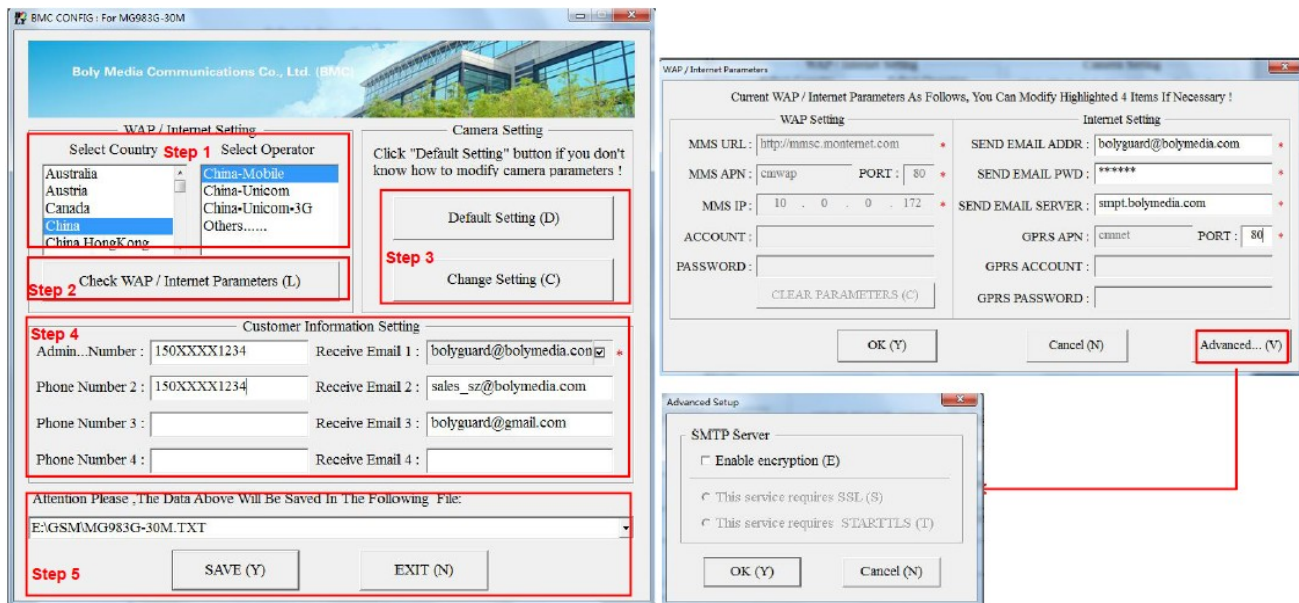 BMC CONFIG : For MG983G-30M
Boly Media Communications Co., Ltd. (BMC)
WAP / Internet Setting
Select Country
Step 1
Select Operator
Australia
Austria
Canada
China
China HongKong
China-Mobile
China-Unicom
China-Unicom-3G
Others......
Check WAP / Internet Parameters (L)
Step 2
Camera Setting
Click "Default Setting" button if you don't
know how to modify camera parameters !
Default Setting (D)
Step 3
Change Setting (C)
Step 4
Customer Information Setting
Admin...Number : 150XXXX1234 Receive Email 1 : bolyguard@bolymedia.com *
Phone Number 2 : 150XXXX1234 Receive Email 2 : sales_sz@bolymedia.com
Phone Number 3 : Receive Email 3 : bolyguard@gmail.com
Phone Number 4 : Receive Email 4 :
Attention Please ,The Data Above Will Be Saved In The Following File:
E:\GSM\MG983G-30M.TXT
Step 5
SAVE (Y)
EXIT (N)
WAP / Internet Parameters
Current WAP / Internet Parameters As Follows, You Can Modify Highlighted 4 Items If Necessary !
WAP Setting
MMS URL : http://mmsc.monternet.com *
MMS APN : cmwap PORT : 80 *
MMS IP : 10 . 0 . 0 . 172 *
ACCOUNT :
PASSWORD :
CLEAR PARAMETERS (C)
Internet Setting
SEND EMAIL ADDR : bolyguard@bolymedia.com *
SEND EMAIL PWD : ****** *
SEND EMAIL SERVER : smpt.bolymedia.com *
GPRS APN : cmnet PORT : 80 *
GPRS ACCOUNT :
GPRS PASSWORD :
OK (Y)
Cancel (N)
Advanced... (V)
Advanced Setup
SMTP Server
Enable encryption (E)
This service requires SSL (S)
This service requires STARTTLS (T)
OK (Y)
Cancel (N)